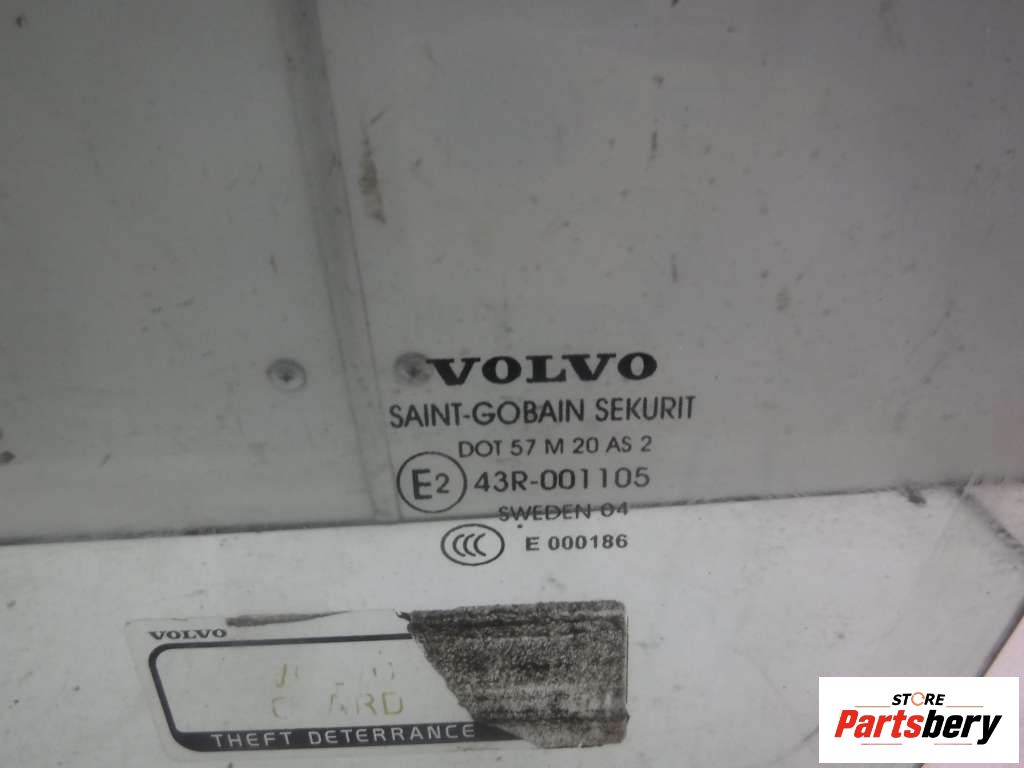 VOLVO
SAINT-GOBAIN SEKURIT
DOT 57 M 20 AS 2
E2 43R-001105
SWEDEN 04
CCC E 000186
VOLVO
THEFT DETERRANCE
STORE
Partsbery